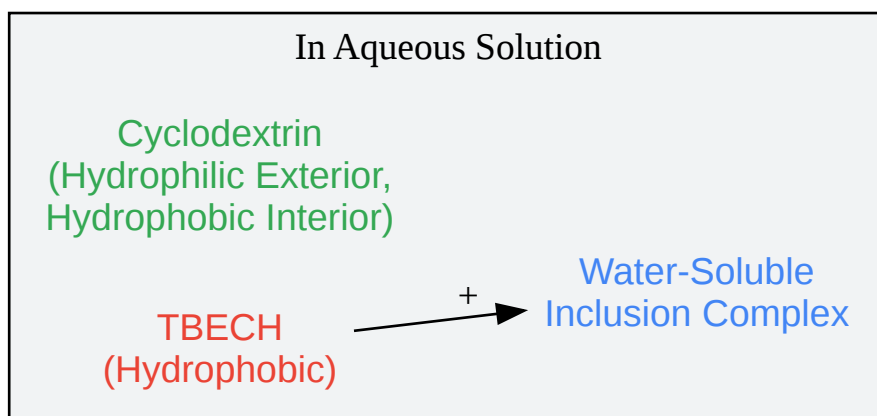 In Aqueous Solution
Cyclodextrin
(Hydrophilic Exterior,
Hydrophobic Interior)
Water-Soluble
Inclusion Complex
+
TBECH
(Hydrophobic)